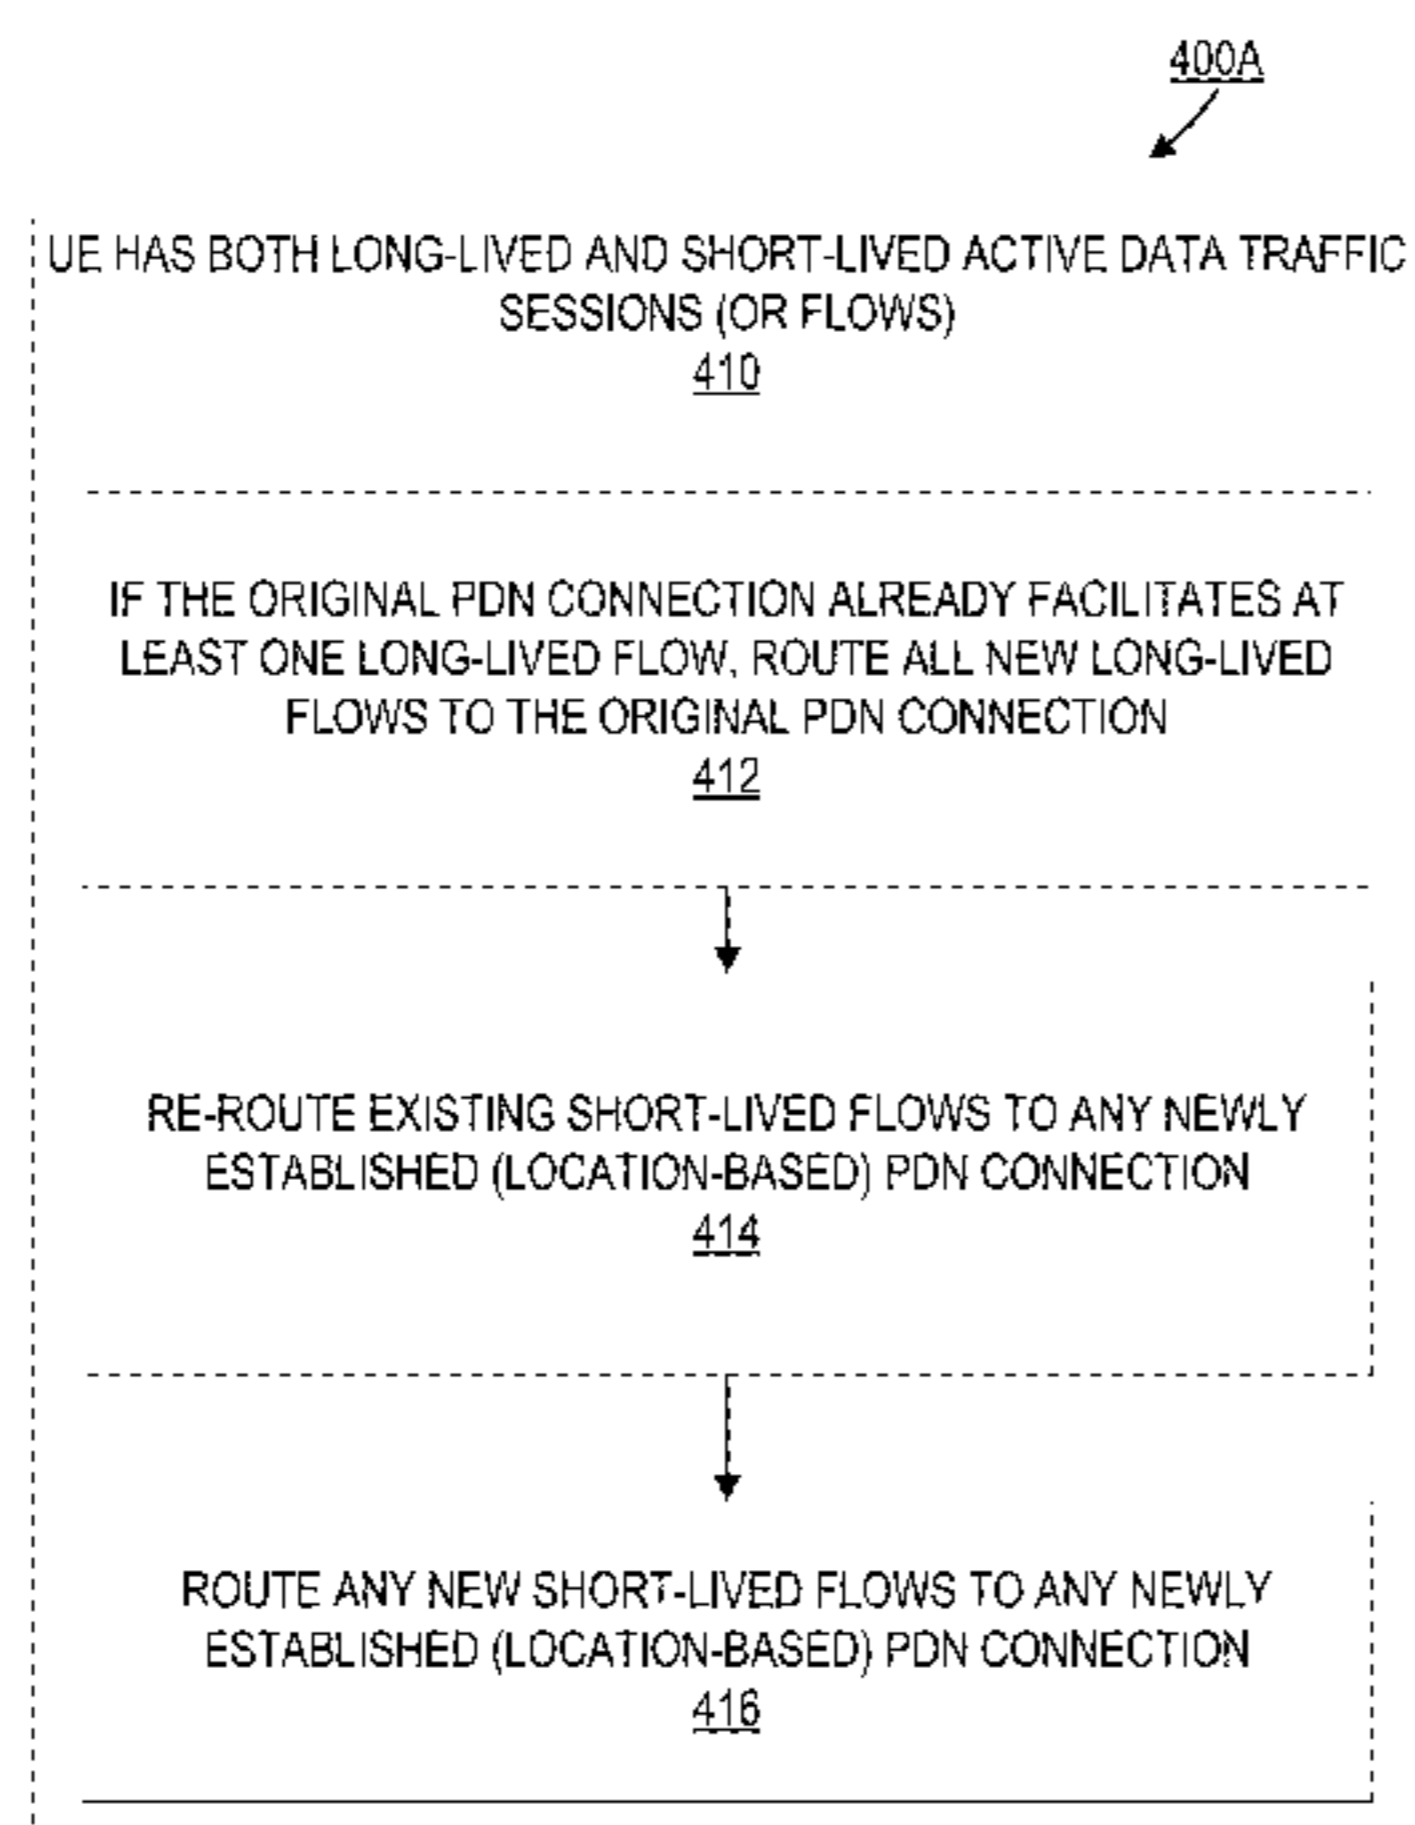 400A
UE HAS BOTH LONG-LIVED AND SHORT-LIVED ACTIVE DATA TRAFFIC
SESSIONS (OR FLOWS)
410
IF THE ORIGINAL PDN CONNECTION ALREADY FACILITATES AT
LEAST ONE LONG-LIVED FLOW, ROUTE ALL NEW LONG-LIVED
FLOWS TO THE ORIGINAL PDN CONNECTION
412
RE-ROUTE EXISTING SHORT-LIVED FLOWS TO ANY NEWLY
ESTABLISHED (LOCATION-BASED) PDN CONNECTION
414
ROUTE ANY NEW SHORT-LIVED FLOWS TO ANY NEWLY
ESTABLISHED (LOCATION-BASED) PDN CONNECTION
416